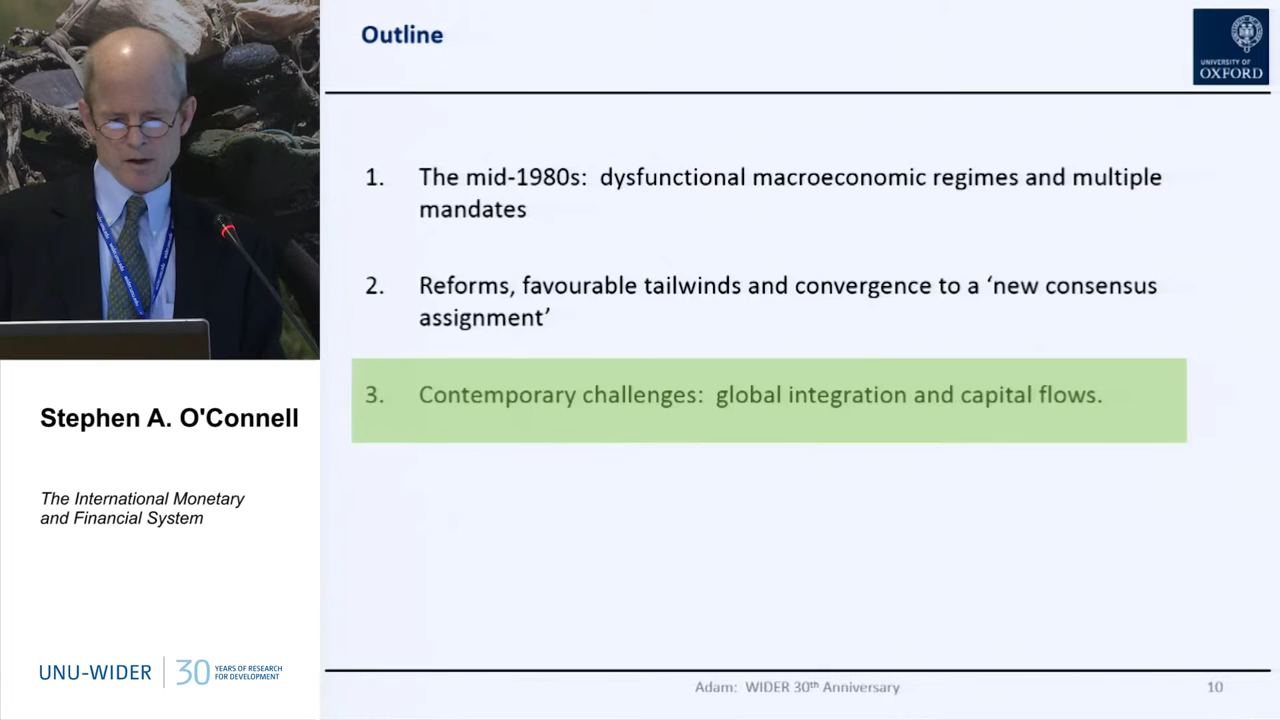 Outline
UNIVERSITY OF
OXFORD
1. The mid-1980s: dysfunctional macroeconomic regimes and multiple
mandates
2. Reforms, favourable tailwinds and convergence to a ‘new consensus
assignment’
3. Contemporary challenges: global integration and capital flows.
Stephen A. O'Connell
The International Monetary
and Financial System
UNU-WIDER
30 YEARS OF RESEARCH
FOR DEVELOPMENT
Adam: WIDER 30th Anniversary
10